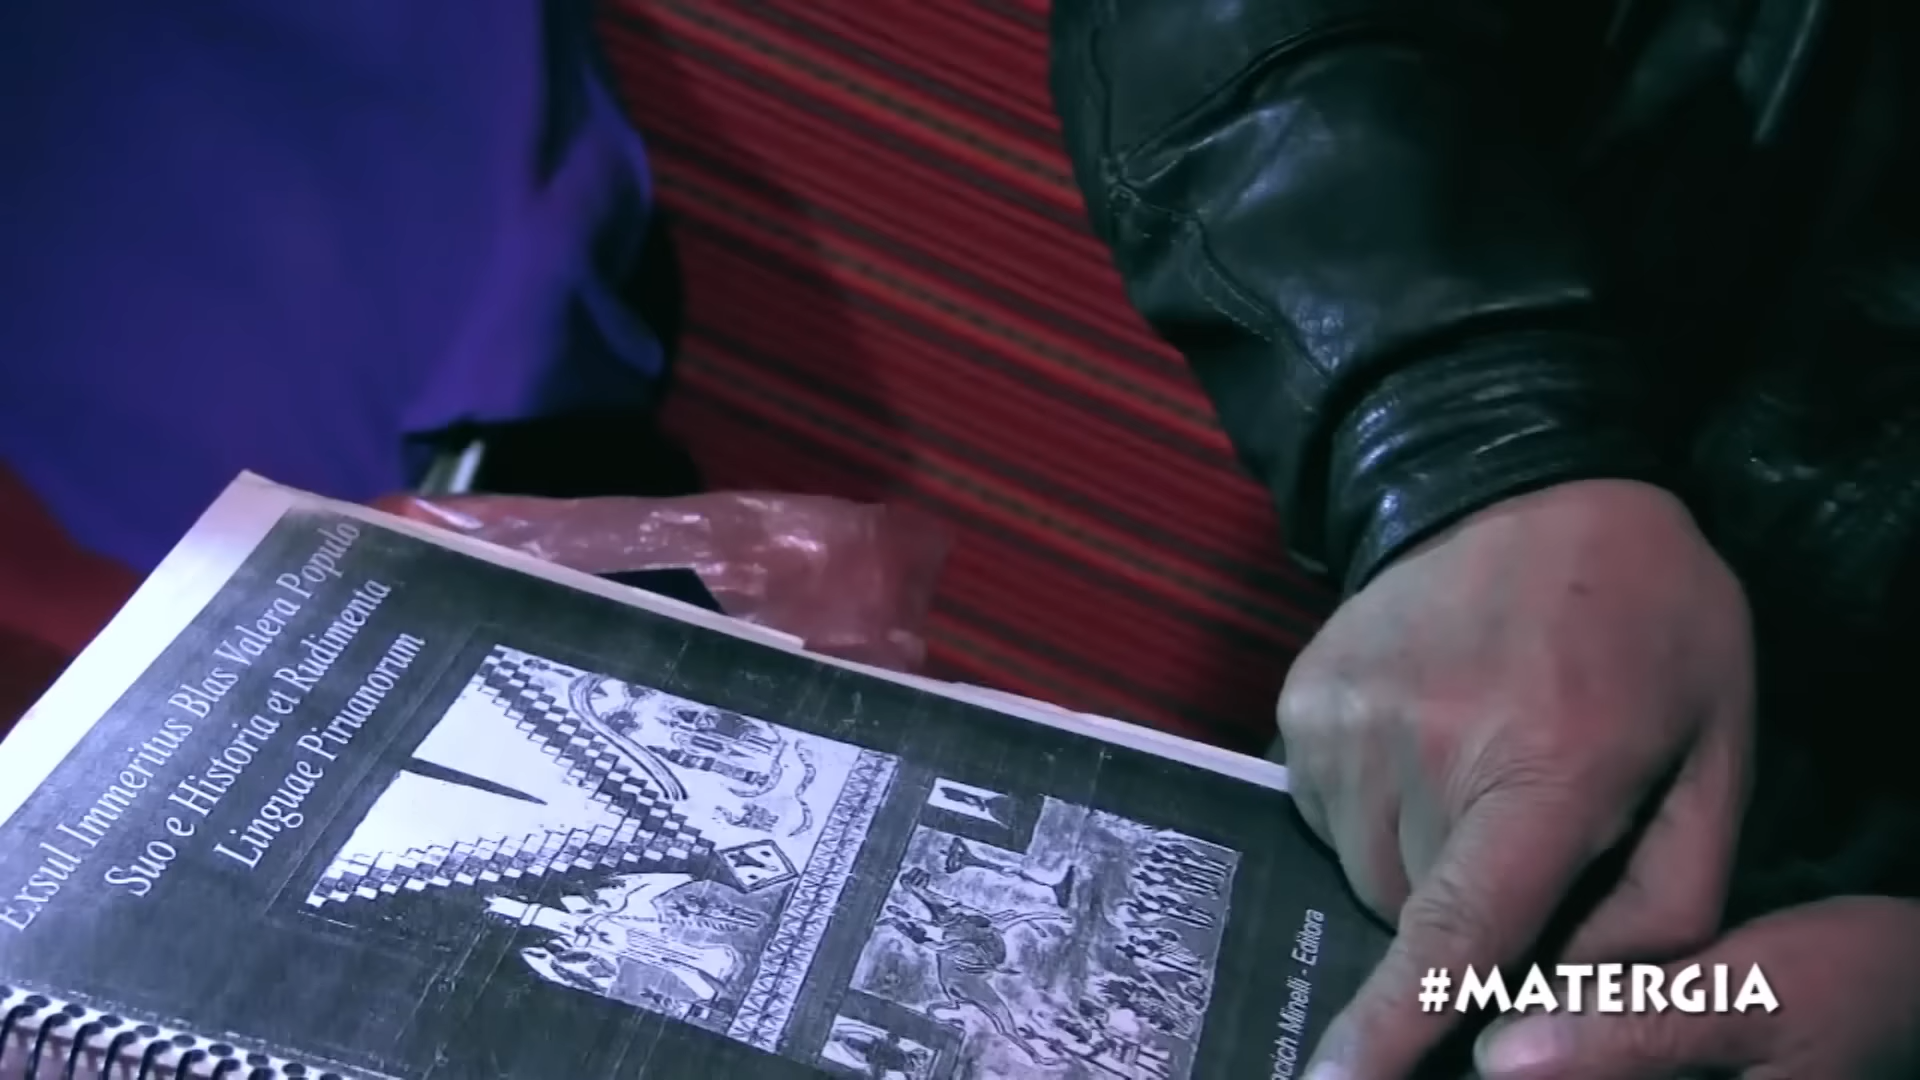 Exsul Immeritus Blas Valera Populo
Suo e Historia et Rudimenta
Linguae Piruanorum
Minelli - Editora
#MATERGIA